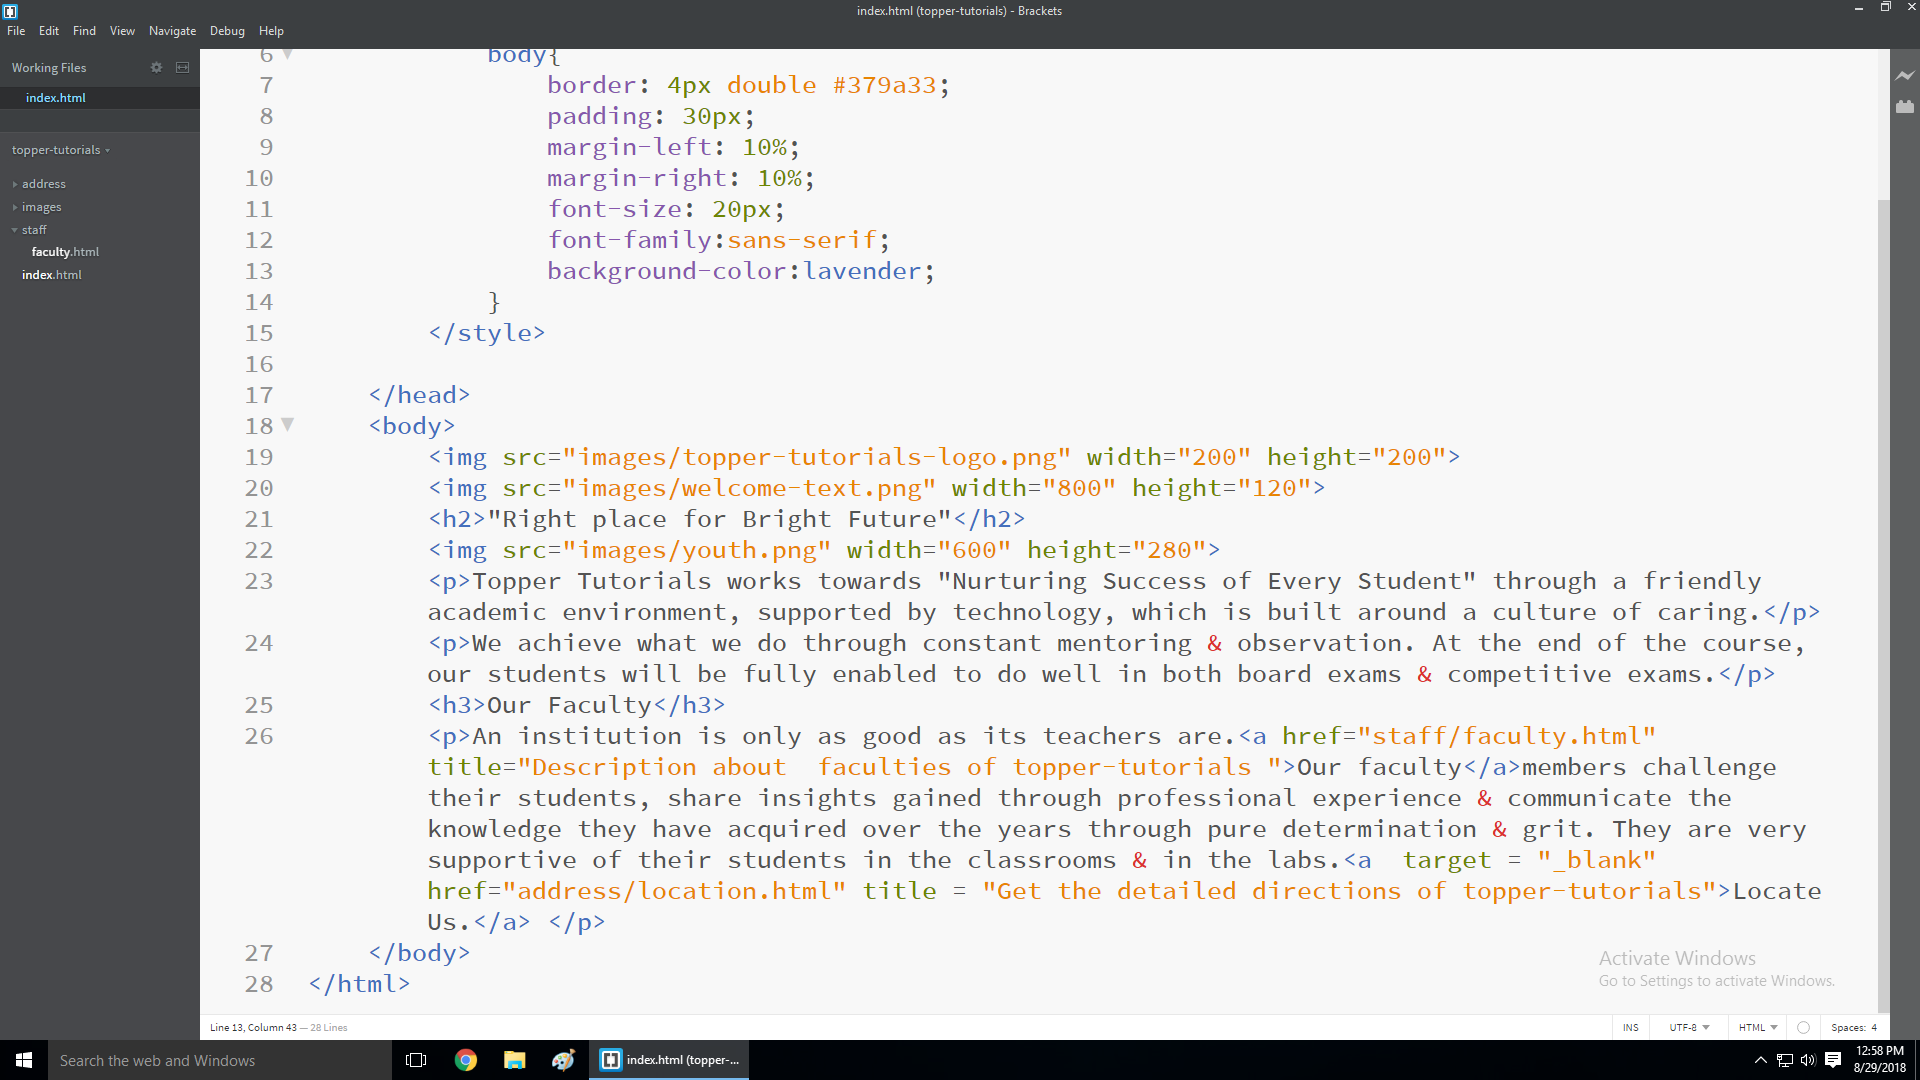 index.html (topper-tutorials) - Brackets
File Edit Find View Navigate Debug Help
Working Files
index.html
topper-tutorials
address
images
staff
faculty.html
index.html
6 body{
7 border: 4px double #379a33;
8 padding: 30px;
9 margin-left: 10%;
10 margin-right: 10%;
11 font-size: 20px;
12 font-family:sans-serif;
13 background-color:lavender;
14 }
15 </style>
16
17 </head>
18 <body>
19 <img src="images/topper-tutorials-logo.png" width="200" height="200">
20 <img src="images/welcome-text.png" width="800" height="120">
21 <h2>"Right place for Bright Future"</h2>
22 <img src="images/youth.png" width="600" height="280">
23 <p>Topper Tutorials works towards "Nurturing Success of Every Student" through a friendly
academic environment, supported by technology, which is built around a culture of caring.</p>
24 <p>We achieve what we do through constant mentoring & observation. At the end of the course,
our students will be fully enabled to do well in both board exams & competitive exams.</p>
25 <h3>Our Faculty</h3>
26 <p>An institution is only as good as its teachers are.<a href="staff/faculty.html"
title="Description about  faculties of topper-tutorials ">Our faculty</a>members challenge
their students, share insights gained through professional experience & communicate the
knowledge they have acquired over the years through pure determination & grit. They are very
supportive of their students in the classrooms & in the labs.<a  target = "_blank"
href="address/location.html" title = "Get the detailed directions of topper-tutorials">Locate
Us.</a> </p>
27 </body>
28 </html>
Activate Windows
Go to Settings to activate Windows.
Line 13, Column 43 — 28 Lines
INS UTF-8 HTML Spaces: 4
Search the web and Windows
index.html (topper-...
12:58 PM
8/29/2018